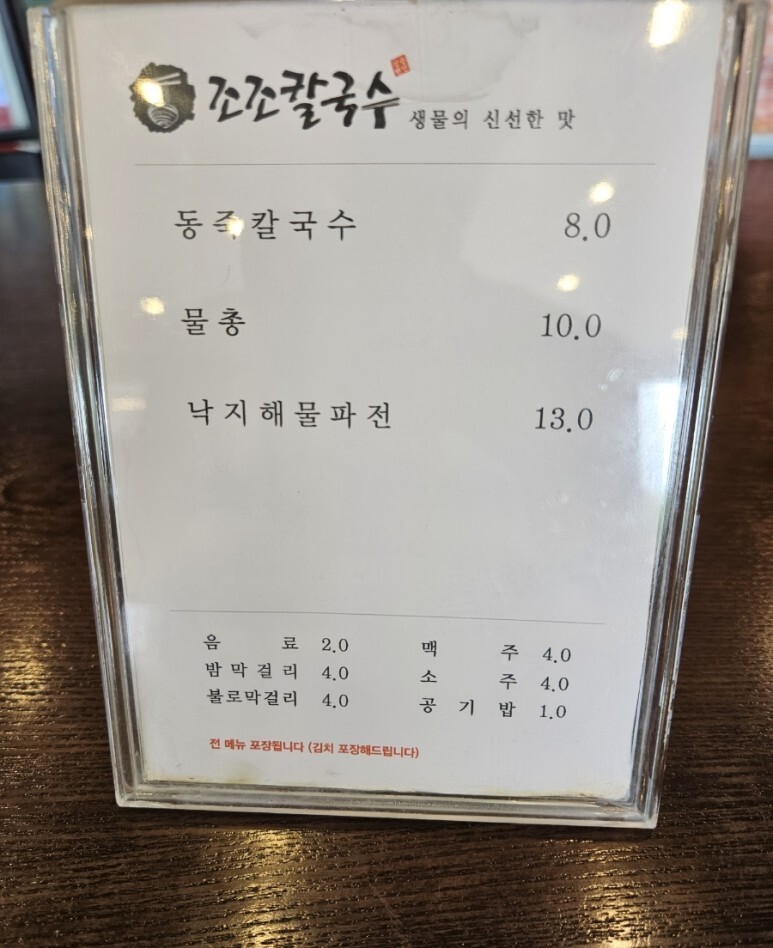 조조칼국수 생물의 신선한 맛
동죽칼국수 8.0
물총 10.0
낙지해물파전 13.0
음료 2.0 맥주 4.0
밤막걸리 4.0 소주 4.0
불로막걸리 4.0 공기밥 1.0
전 메뉴 포장됩니다 (김치 포장해드립니다)